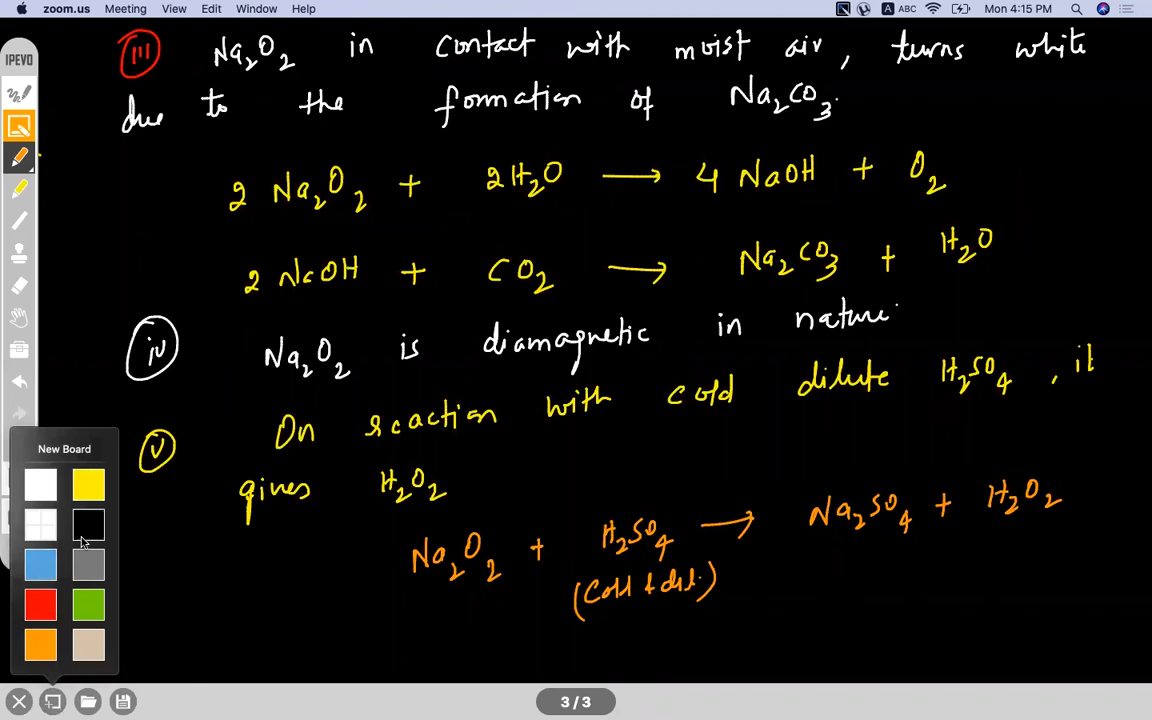 zoom.us Meeting View Edit Window Help A ABC Mon 4:15 PM
IPEVO
(iii) Na₂O₂ in contact with moist air, turns white
due to the formation of Na₂CO₃.
2 Na₂O₂ + 2H₂O ⟶ 4 NaOH + O₂
2 NaOH + CO₂ ⟶ Na₂CO₃ + H₂O
(iv) Na₂O₂ is diamagnetic in nature.
(v) On reaction with cold dilute H₂SO₄, it
gives H₂O₂
Na₂O₂ + H₂SO₄ ⟶ Na₂SO₄ + H₂O₂
(Cold + dil.)
New Board
3/3